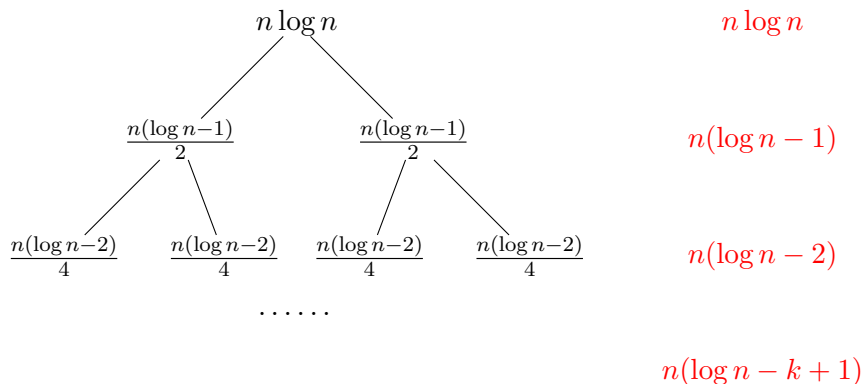 n log n    n log n
n(log n−1)/2    n(log n−1)/2    n(log n − 1)
n(log n−2)/4    n(log n−2)/4    n(log n−2)/4    n(log n−2)/4    n(log n − 2)
......
n(log n − k + 1)